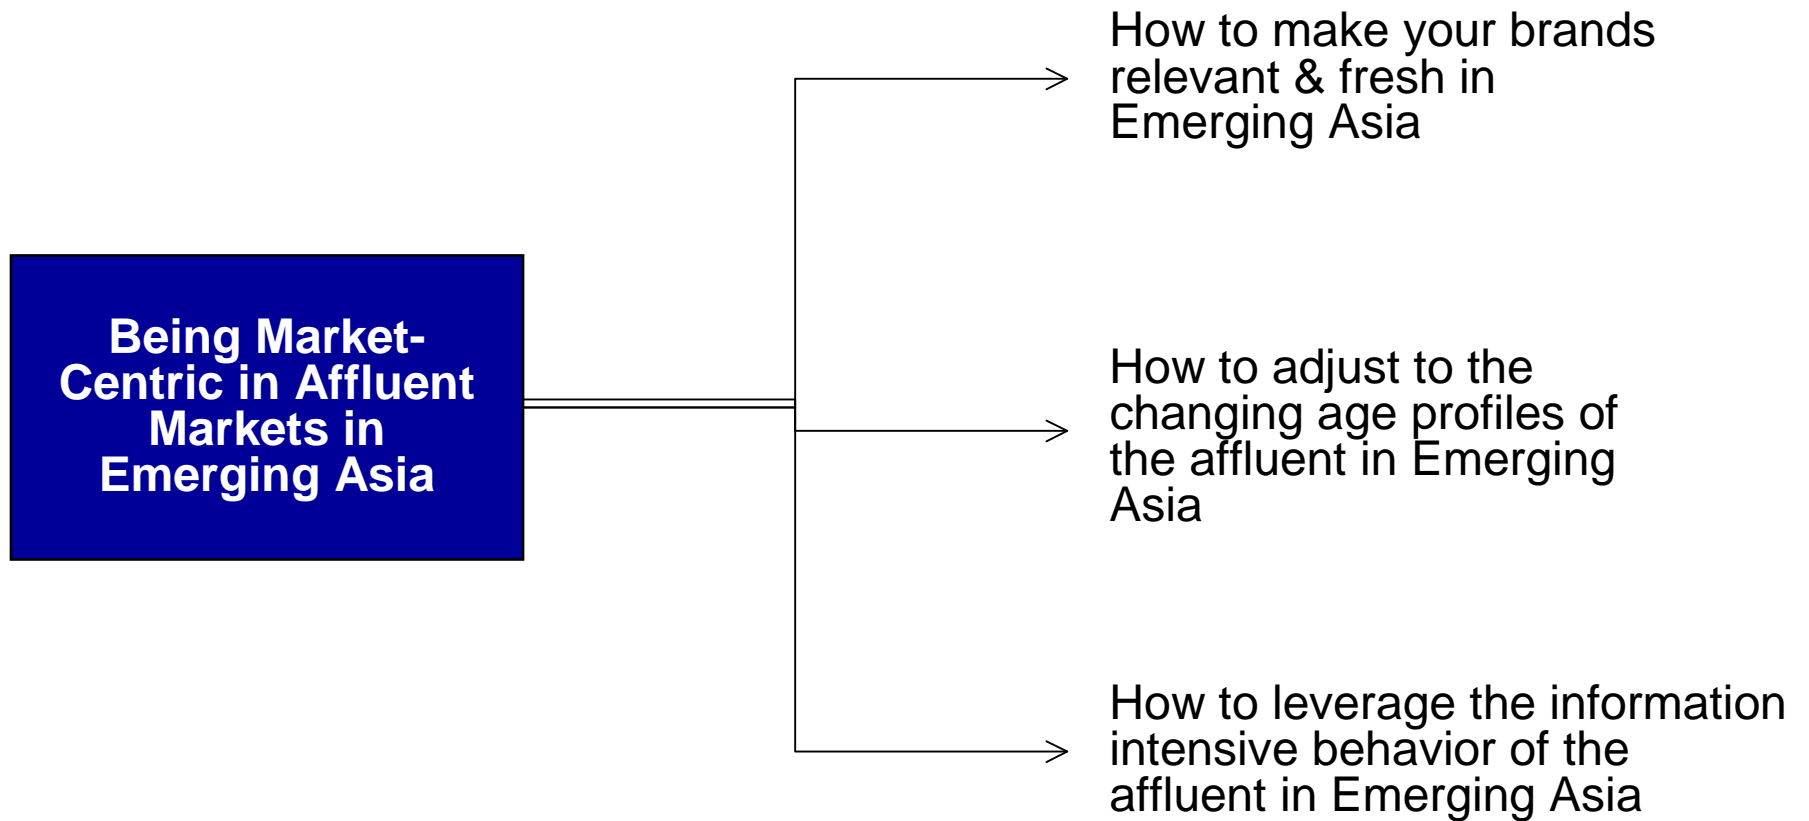 Being Market-
Centric in Affluent
Markets in
Emerging Asia
How to make your brands
relevant & fresh in
Emerging Asia
How to adjust to the
changing age profiles of
the affluent in Emerging
Asia
How to leverage the information
intensive behavior of the
affluent in Emerging Asia